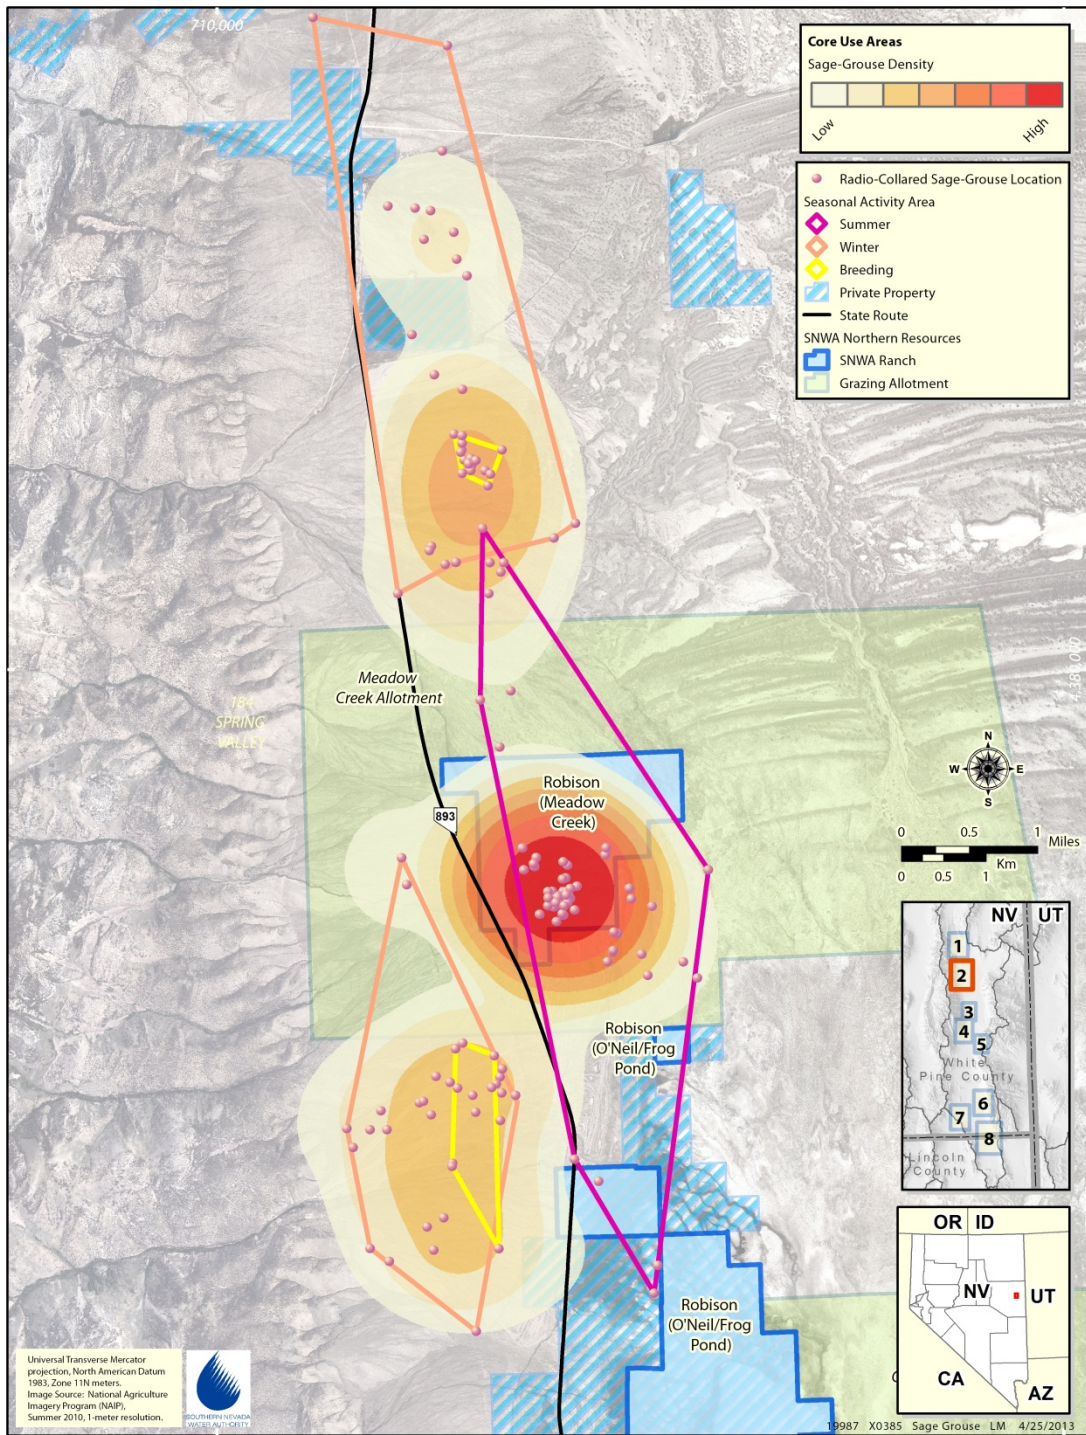 710,000
Core Use Areas
Sage-Grouse Density
Low
High
Radio-Collared Sage-Grouse Location
Seasonal Activity Area
Summer
Winter
Breeding
Private Property
State Route
SNWA Northern Resources
SNWA Ranch
Grazing Allotment
Meadow
Creek Allotment
184
SPRING
VALLEY
893
Robison
(Meadow
Creek)
N
W
E
S
0
0.5
1
Miles
Km
0
0.5
1
Robison
(O'Neil/Frog
Pond)
NV
UT
1
2
3
4
5
White
Pine County
6
7
8
Lincoln
County
Robison
(O'Neil/Frog
Pond)
OR
ID
NV
UT
CA
AZ
Universal Transverse Mercator
projection, North American Datum
1983, Zone 11N meters.
Image Source: National Agriculture
Imagery Program (NAIP),
Summer 2010, 1-meter resolution.
SOUTHERN NEVADA
WATER AUTHORITY
19987 X0385 Sage Grouse LM 4/25/2013